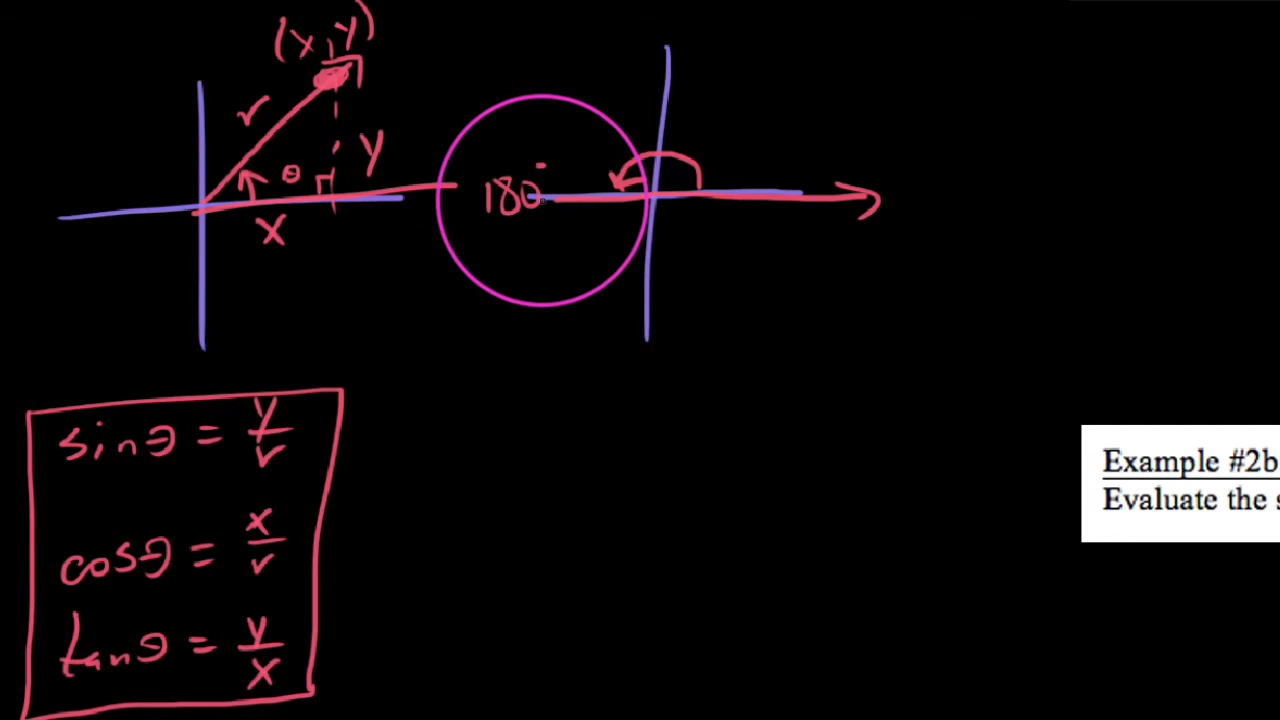 (x,y)
r
θ
y
x
180°
sinθ = y/r
cosθ = x/r
tanθ = y/x
Example #2b
Evaluate the s